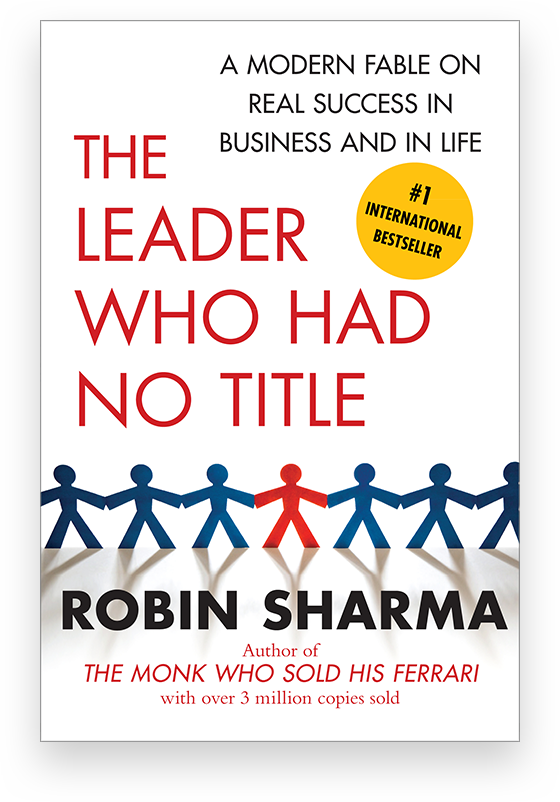 A MODERN FABLE ON
REAL SUCCESS IN
BUSINESS AND IN LIFE
THE
LEADER
WHO HAD
NO TITLE
#1
INTERNATIONAL
BESTSELLER
ROBIN SHARMA
Author of
THE MONK WHO SOLD HIS FERRARI
with over 3 million copies sold